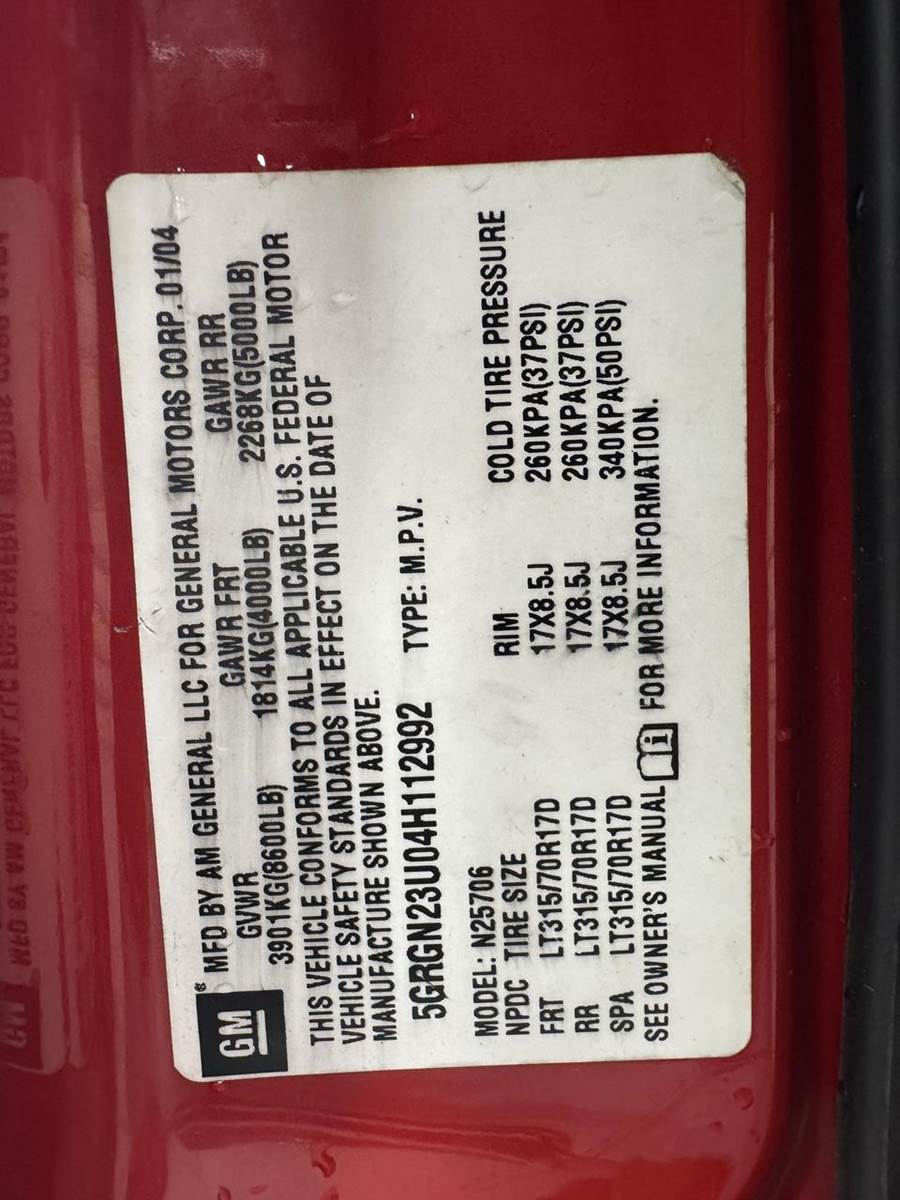 GM® MFD BY AM GENERAL LLC FOR GENERAL MOTORS CORP. 01/04
GVWR GAWR FRT GAWR RR
3901KG(8600LB) 1814KG(4000LB) 2268KG(5000LB)
THIS VEHICLE CONFORMS TO ALL APPLICABLE U.S. FEDERAL MOTOR
VEHICLE SAFETY STANDARDS IN EFFECT ON THE DATE OF
MANUFACTURE SHOWN ABOVE.
5GRGN23U04H112992 TYPE: M.P.V.
MODEL: N25706
NPDC TIRE SIZE RIM COLD TIRE PRESSURE
FRT LT315/70R17D 17X8.5J 260KPA(37PSI)
RR LT315/70R17D 17X8.5J 260KPA(37PSI)
SPA LT315/70R17D 17X8.5J 340KPA(50PSI)
SEE OWNER'S MANUAL i FOR MORE INFORMATION.